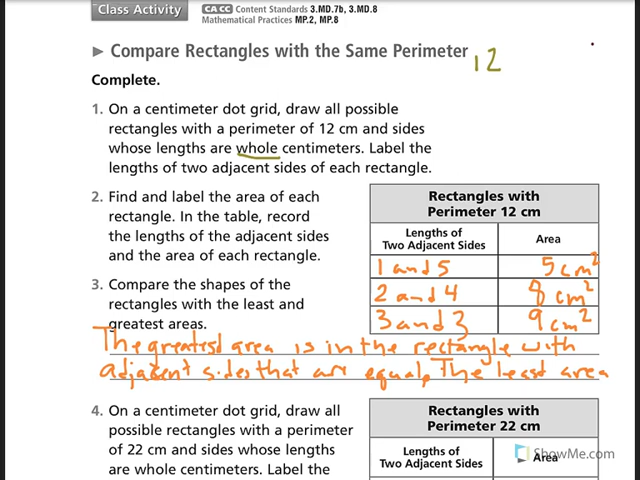 Class Activity
CA CC Content Standards 3.MD.7b, 3.MD.8
Mathematical Practices MP.2, MP.8
► Compare Rectangles with the Same Perimeter 12
Complete.
1. On a centimeter dot grid, draw all possible
rectangles with a perimeter of 12 cm and sides
whose lengths are whole centimeters. Label the
lengths of two adjacent sides of each rectangle.
2. Find and label the area of each
rectangle. In the table, record
the lengths of the adjacent sides
and the area of each rectangle.
Rectangles with
Perimeter 12 cm
Lengths of
Two Adjacent Sides
Area
1 and 5
5 cm²
2 and 4
8 cm²
3 and 3
9 cm²
3. Compare the shapes of the
rectangles with the least and
greatest areas.
The greatest area is in the rectangle with
adjacent sides that are equal. The least area
4. On a centimeter dot grid, draw all
possible rectangles with a perimeter
of 22 cm and sides whose lengths
are whole centimeters. Label the
Rectangles with
Perimeter 22 cm
Lengths of
Two Adjacent Sides
Area
ShowMe.com